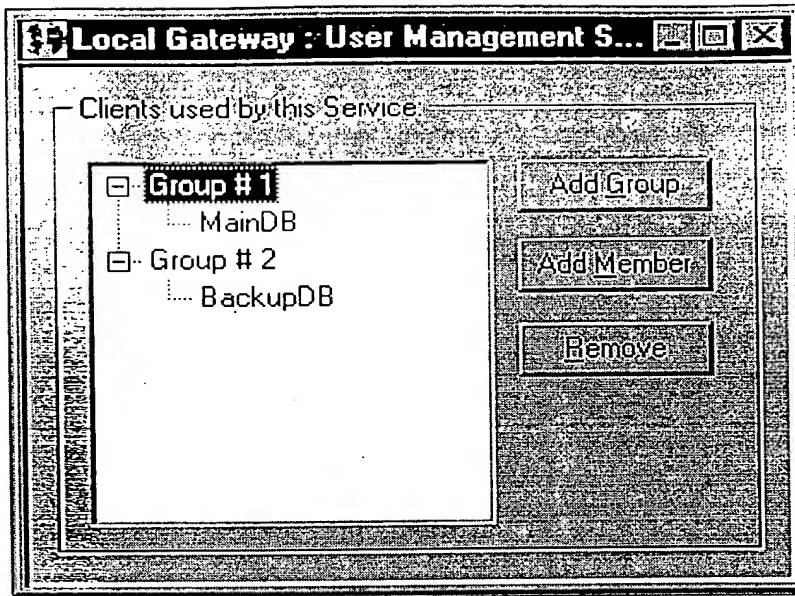 Local Gateway : User Management S...
Clients used by this Service:
Group # 1
MainDB
Group # 2
BackupDB
Add Group
Add Member
Remove